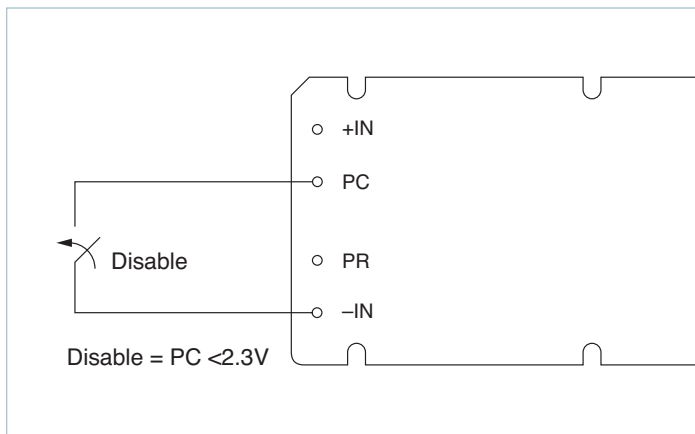 +IN
PC
Disable
PR
–IN
Disable = PC <2.3V